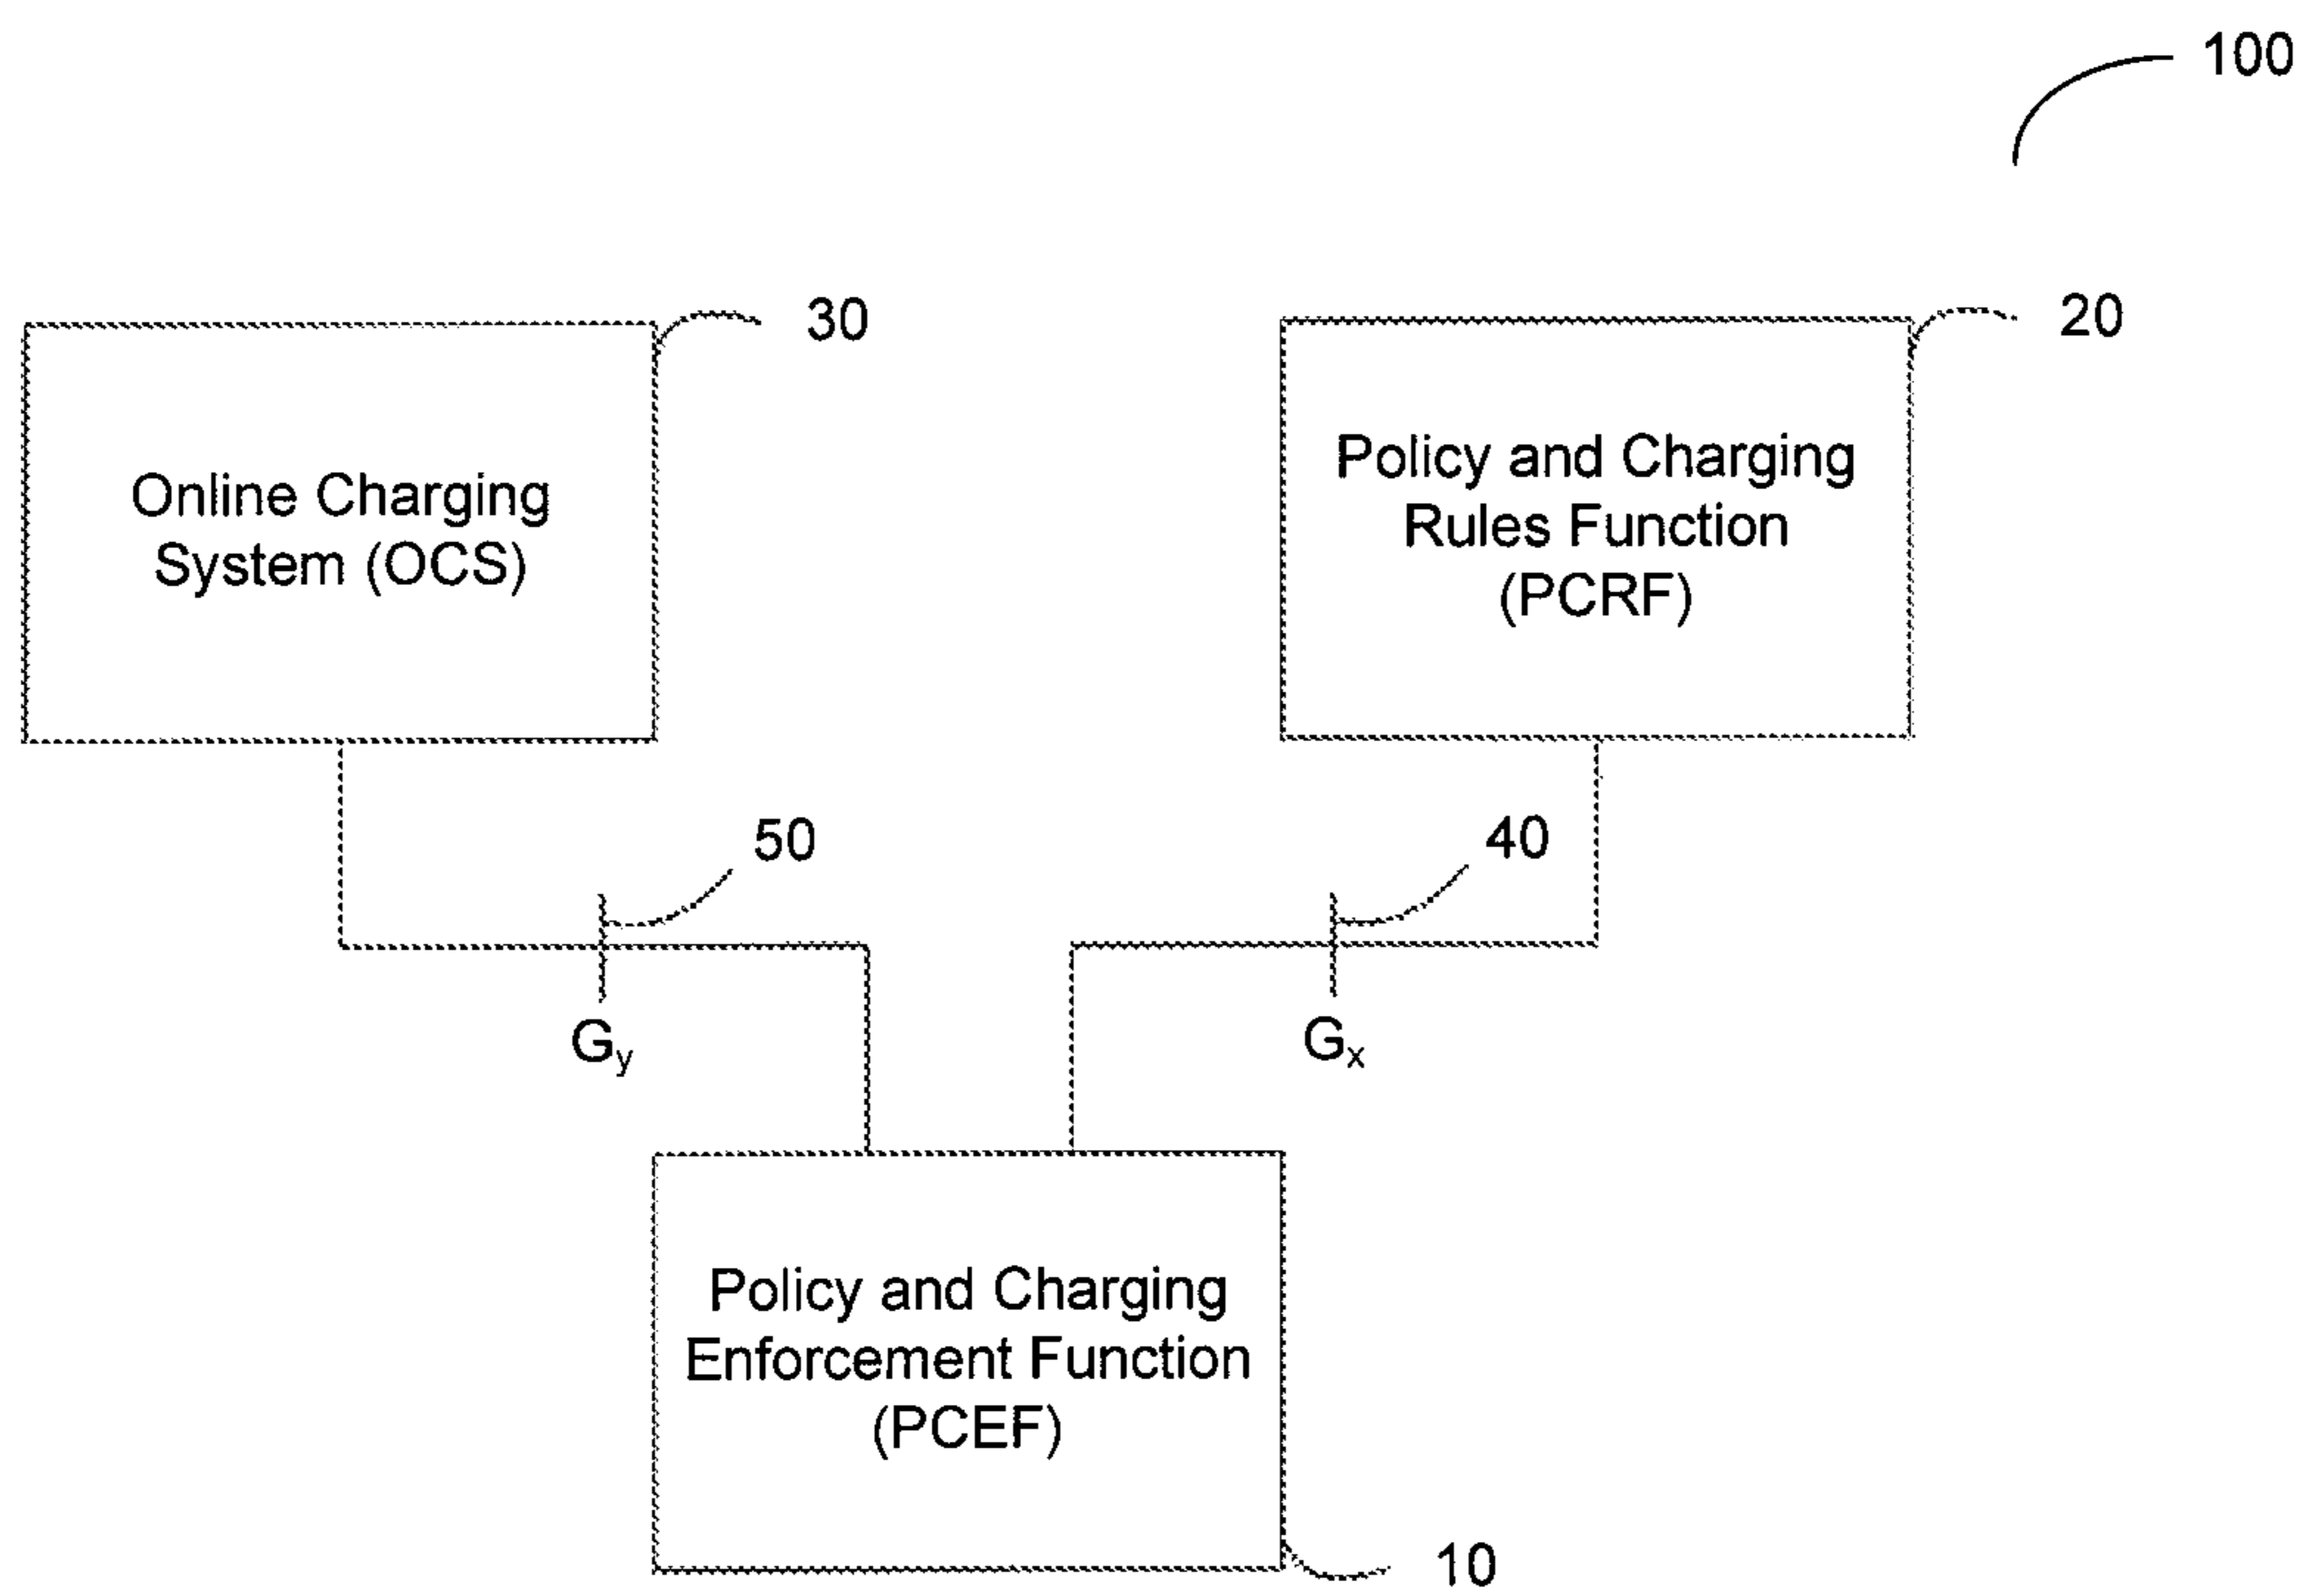 100
30
20
Online Charging
System (OCS)
Policy and Charging
Rules Function
(PCRF)
50
40
Gy
Gx
Policy and Charging
Enforcement Function
(PCEF)
10